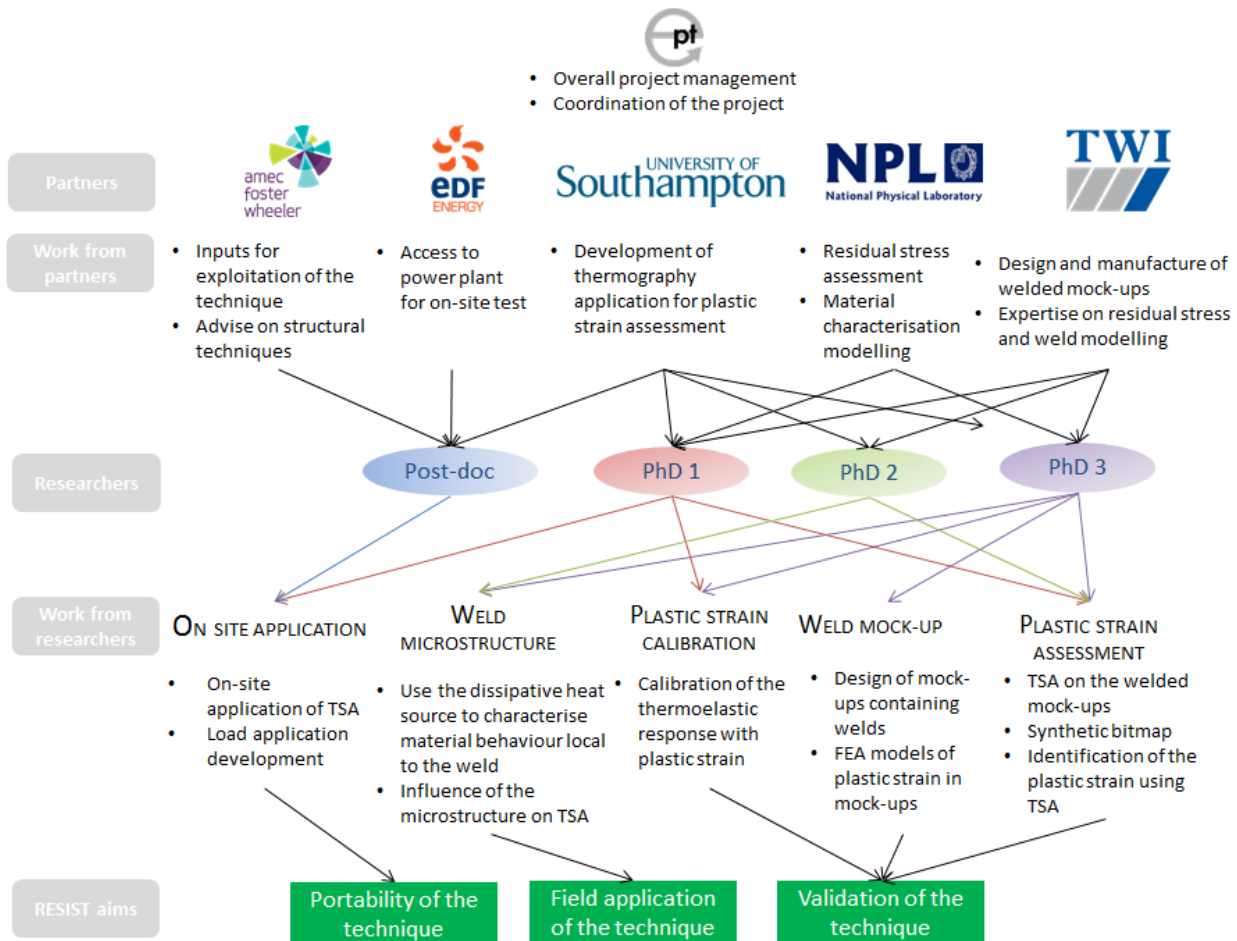 ept
• Overall project management
• Coordination of the project
Partners
amec
foster
wheeler
eDF
ENERGY
UNIVERSITY OF
Southampton
NPL
National Physical Laboratory
TWI
Work from
partners
• Inputs for
exploitation of the
technique
• Advise on structural
techniques
• Access to
power plant
for on-site test
• Development of
thermography
application for plastic
strain assessment
• Residual stress
assessment
• Material
characterisation
modelling
• Design and manufacture of
welded mock-ups
• Expertise on residual stress
and weld modelling
Researchers
Post-doc
PhD 1
PhD 2
PhD 3
Work from
researchers
ON SITE APPLICATION
• On-site
application of TSA
• Load application
development
WELD
MICROSTRUCTURE
• Use the dissipative heat
source to characterise
material behaviour local
to the weld
• Influence of the
microstructure on TSA
PLASTIC STRAIN
CALIBRATION
• Calibration of the
thermoelastic
response with
plastic strain
WELD MOCK-UP
• Design of mock-
ups containing
welds
• FEA models of
plastic strain in
mock-ups
PLASTIC STRAIN
ASSESSMENT
• TSA on the welded
mock-ups
• Synthetic bitmap
• Identification of the
plastic strain using
TSA
RESIST aims
Portability of the
technique
Field application
of the technique
Validation of the
technique